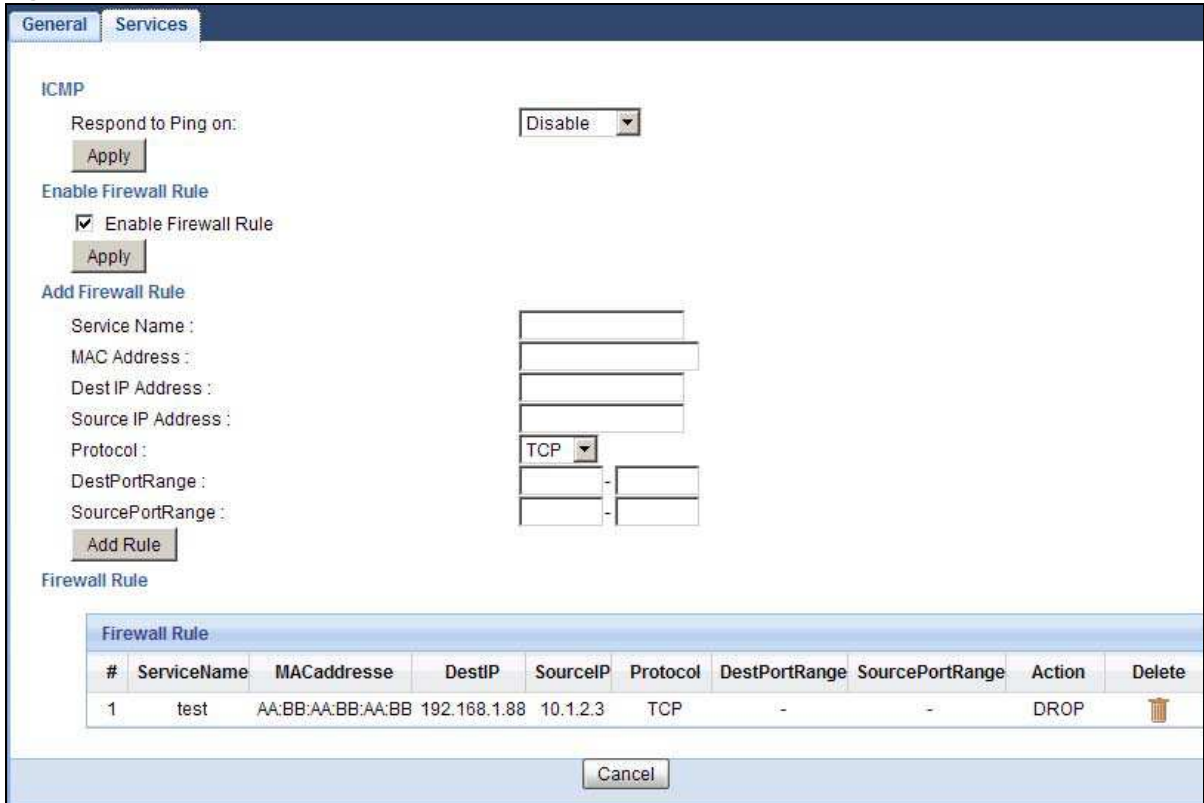 General Services
ICMP
Respond to Ping on: Disable
Apply
Enable Firewall Rule
Enable Firewall Rule
Apply
Add Firewall Rule
Service Name :
MAC Address :
Dest IP Address :
Source IP Address :
Protocol : TCP
DestPortRange : -
SourcePortRange : -
Add Rule
Firewall Rule
Firewall Rule
# ServiceName MACaddresse DestIP SourceIP Protocol DestPortRange SourcePortRange Action Delete
1 test AA:BB:AA:BB:AA:BB 192.168.1.88 10.1.2.3 TCP - - DROP
Cancel